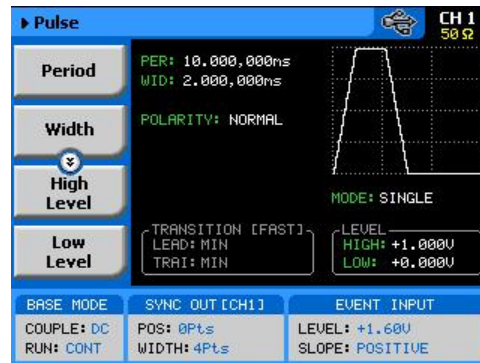 Pulse
CH 1
50 Ω
Period
Width
High
Level
Low
Level
PER: 10.000,000ns
WID: 2.000,000ns
POLARITY: NORMAL
MODE: SINGLE
TRANSITION [FAST]
LEAD: MIN
TRAI: MIN
LEVEL
HIGH: +1.000V
LOW: +0.000V
BASE MODE
COUPLE: DC
RUN: CONT
SYNC OUT [CH1]
POS: 0Pts
WIDTH: 4Pts
EVENT INPUT
LEVEL: +1.60V
SLOPE: POSITIVE